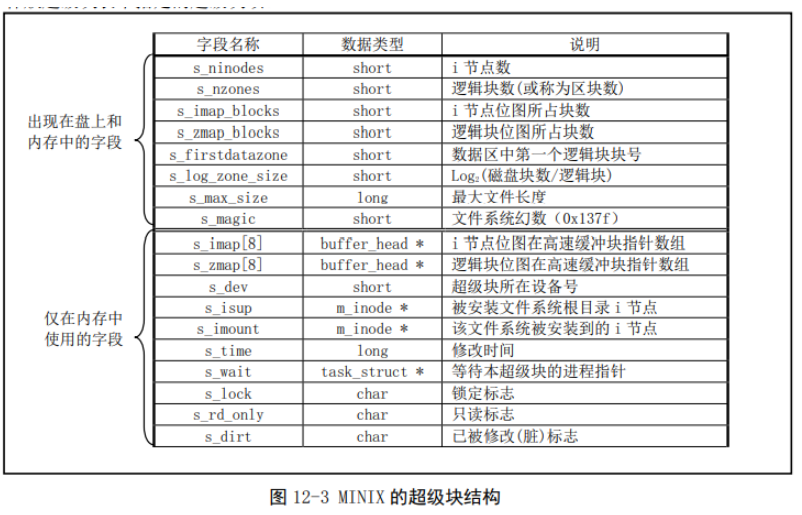 字段名称 数据类型 说明
s_ninodes short i 节点数
s_nzones short 逻辑块数(或称为区块数)
s_imap_blocks short i 节点位图所占块数
s_zmap_blocks short 逻辑块位图所占块数
s_firstdatazone short 数据区中第一个逻辑块块号
s_log_zone_size short Log₂(磁盘块数/逻辑块)
s_max_size long 最大文件长度
s_magic short 文件系统幻数（0x137f）
出现在盘上和
内存中的字段
s_imap[8] buffer_head * i 节点位图在高速缓冲块指针数组
s_zmap[8] buffer_head * 逻辑块位图在高速缓冲块指针数组
s_dev short 超级块所在设备号
s_isup m_inode * 被安装文件系统根目录 i 节点
s_imount m_inode * 该文件系统被安装到的 i 节点
s_time long 修改时间
s_wait task_struct * 等待本超级块的进程指针
s_lock char 锁定标志
s_rd_only char 只读标志
s_dirt char 已被修改(脏)标志
仅在内存中
使用的字段
图 12-3 MINIX 的超级块结构